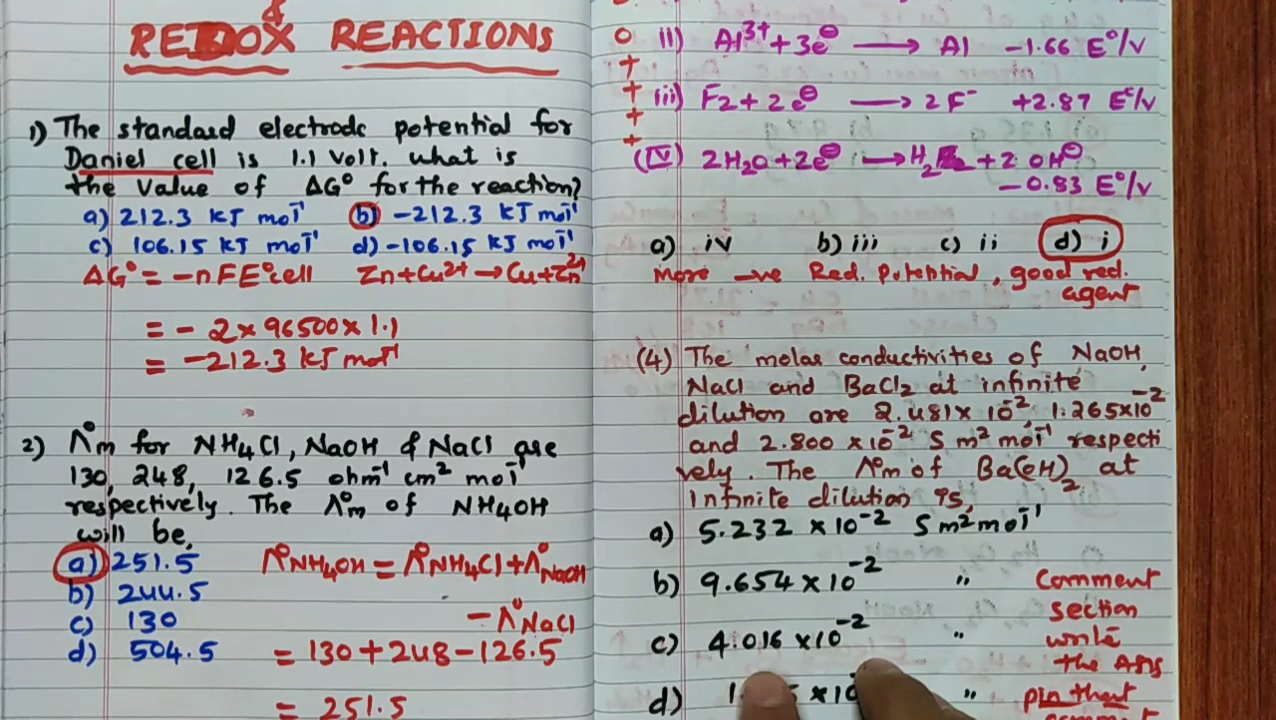 & 
REDOX REACTIONS
1) The standard electrode potential for
Daniel cell is 1.1 Volt. what is
the value of ΔG° for the reaction?
a) 212.3 kJ mol⁻¹ b) -212.3 kJ mol⁻¹
c) 106.15 kJ mol⁻¹ d) -106.15 kJ mol⁻¹
ΔG° = -nFE°cell Zn+Cu²⁺→Cu+Zn²⁺
= - 2×96500×1.1
= -212.3 kJ mol⁻¹
2) Λ°m for NH₄Cl, NaOH & NaCl are
130, 248, 126.5 ohm⁻¹ cm² mol⁻¹
respectively. The Λ°m of NH₄OH
will be,
a) 251.5 Λ°NH₄OH = Λ°NH₄Cl+Λ°NaOH
b) 244.5
-Λ°NaCl
c) 130
d) 504.5 = 130+248-126.5
= 251.5
ii) Al³⁺+3e⊖ → Al -1.66 E°/v
iii) F₂+2e⊖ → 2F⁻ +2.87 E°/v
(IV) 2H₂O+2e⊖ → H₂ + 2OH⊖
-0.83 E°/v
a) iv b) iii c) ii d) i
more -ve Red. Potential, good red.
agent
(4) The molar conductivities of NaOH,
NaCl and BaCl₂ at infinite
dilution are 2.481×10⁻² 1.265×10⁻²
and 2.800×10⁻² S m² mol⁻¹ respecti
vely. The Λ°m of Ba(OH)₂ at
Infinite dilution is,
a) 5.232 ×10⁻² S m² mol⁻¹
b) 9.654×10⁻² "
c) 4.016×10⁻² "
d) "
Comment
section
write
the Ans
pin that